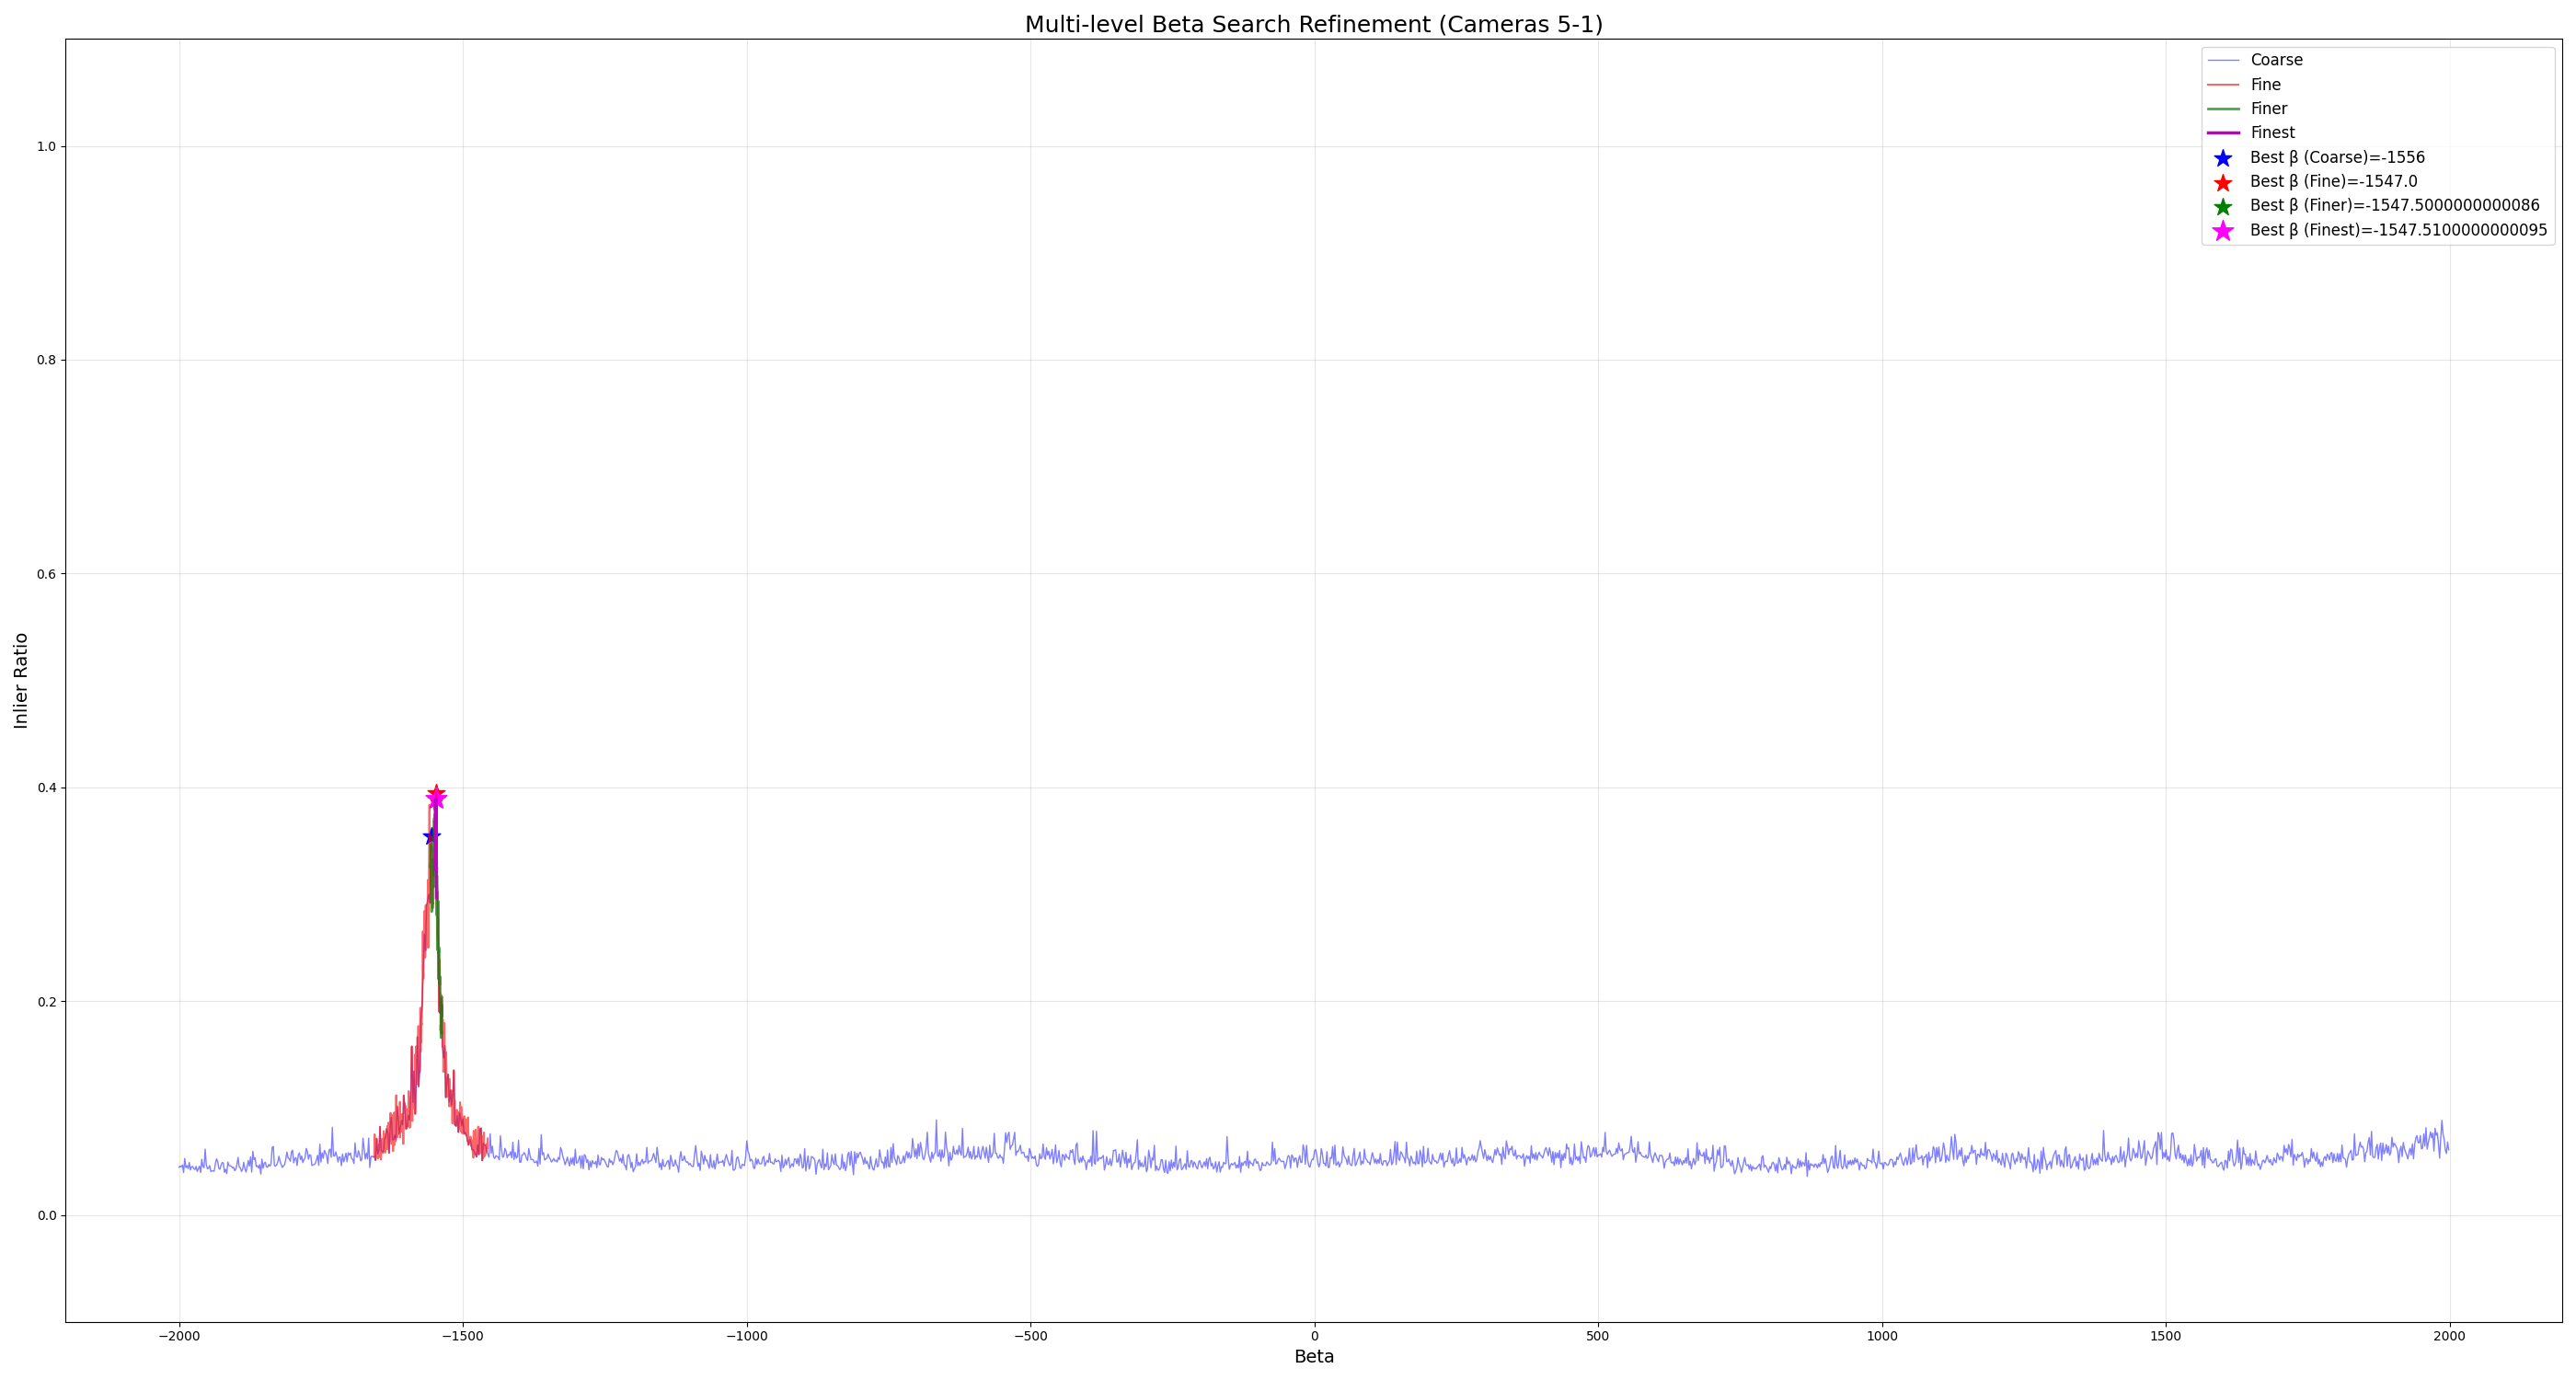 Multi-level Beta Search Refinement (Cameras 5-1)
Coarse
Fine
Finer
Finest
Best β (Coarse)=-1556
Best β (Fine)=-1547.0
Best β (Finer)=-1547.5000000000086
Best β (Finest)=-1547.5100000000095
1.0
0.8
0.6
0.4
0.2
0.0
Inlier Ratio
−2000
−1500
−1000
−500
0
500
1000
1500
2000
Beta